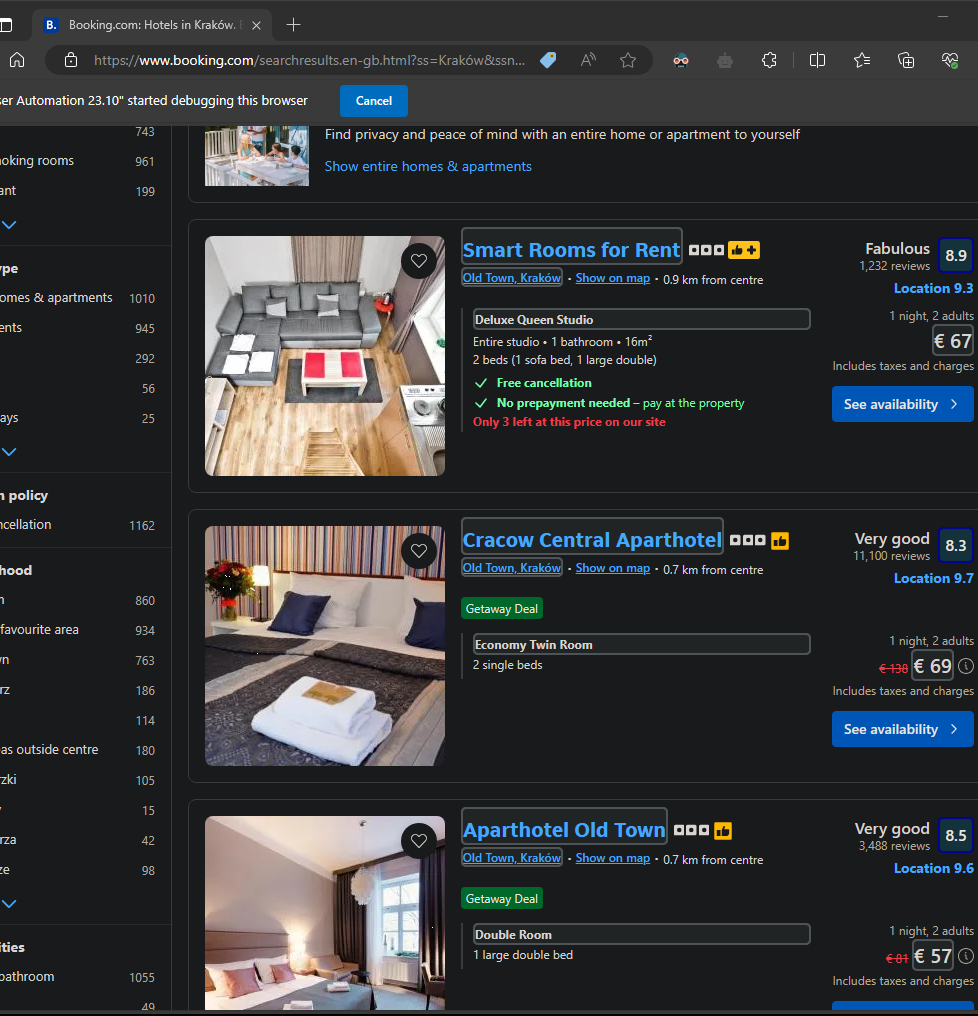 B. Booking.com: Hotels in Kraków.
https://www.booking.com/searchresults.en-gb.html?ss=Kraków&ssn...
ser Automation 23.10" started debugging this browser
Cancel
743
oking rooms 961
ant 199
ype
omes & apartments 1010
ents 945
292
56
ays 25
n policy
ncellation 1162
hood
n 860
favourite area 934
wn 763
rz 186
114
as outside centre 180
rzki 105
15
rza 42
ze 98
ities
bathroom 1055
49
Find privacy and peace of mind with an entire home or apartment to yourself
Show entire homes & apartments
Smart Rooms for Rent
Old Town, Kraków • Show on map • 0.9 km from centre
Deluxe Queen Studio
Entire studio • 1 bathroom • 16m²
2 beds (1 sofa bed, 1 large double)
Free cancellation
No prepayment needed – pay at the property
Only 3 left at this price on our site
Fabulous 8.9
1,232 reviews
Location 9.3
1 night, 2 adults
€ 67
Includes taxes and charges
See availability
Cracow Central Aparthotel
Old Town, Kraków • Show on map • 0.7 km from centre
Getaway Deal
Economy Twin Room
2 single beds
Very good 8.3
11,100 reviews
Location 9.7
1 night, 2 adults
€ 138 € 69
Includes taxes and charges
See availability
Aparthotel Old Town
Old Town, Kraków • Show on map • 0.7 km from centre
Getaway Deal
Double Room
1 large double bed
Very good 8.5
3,488 reviews
Location 9.6
1 night, 2 adults
€ 81 € 57
Includes taxes and charges